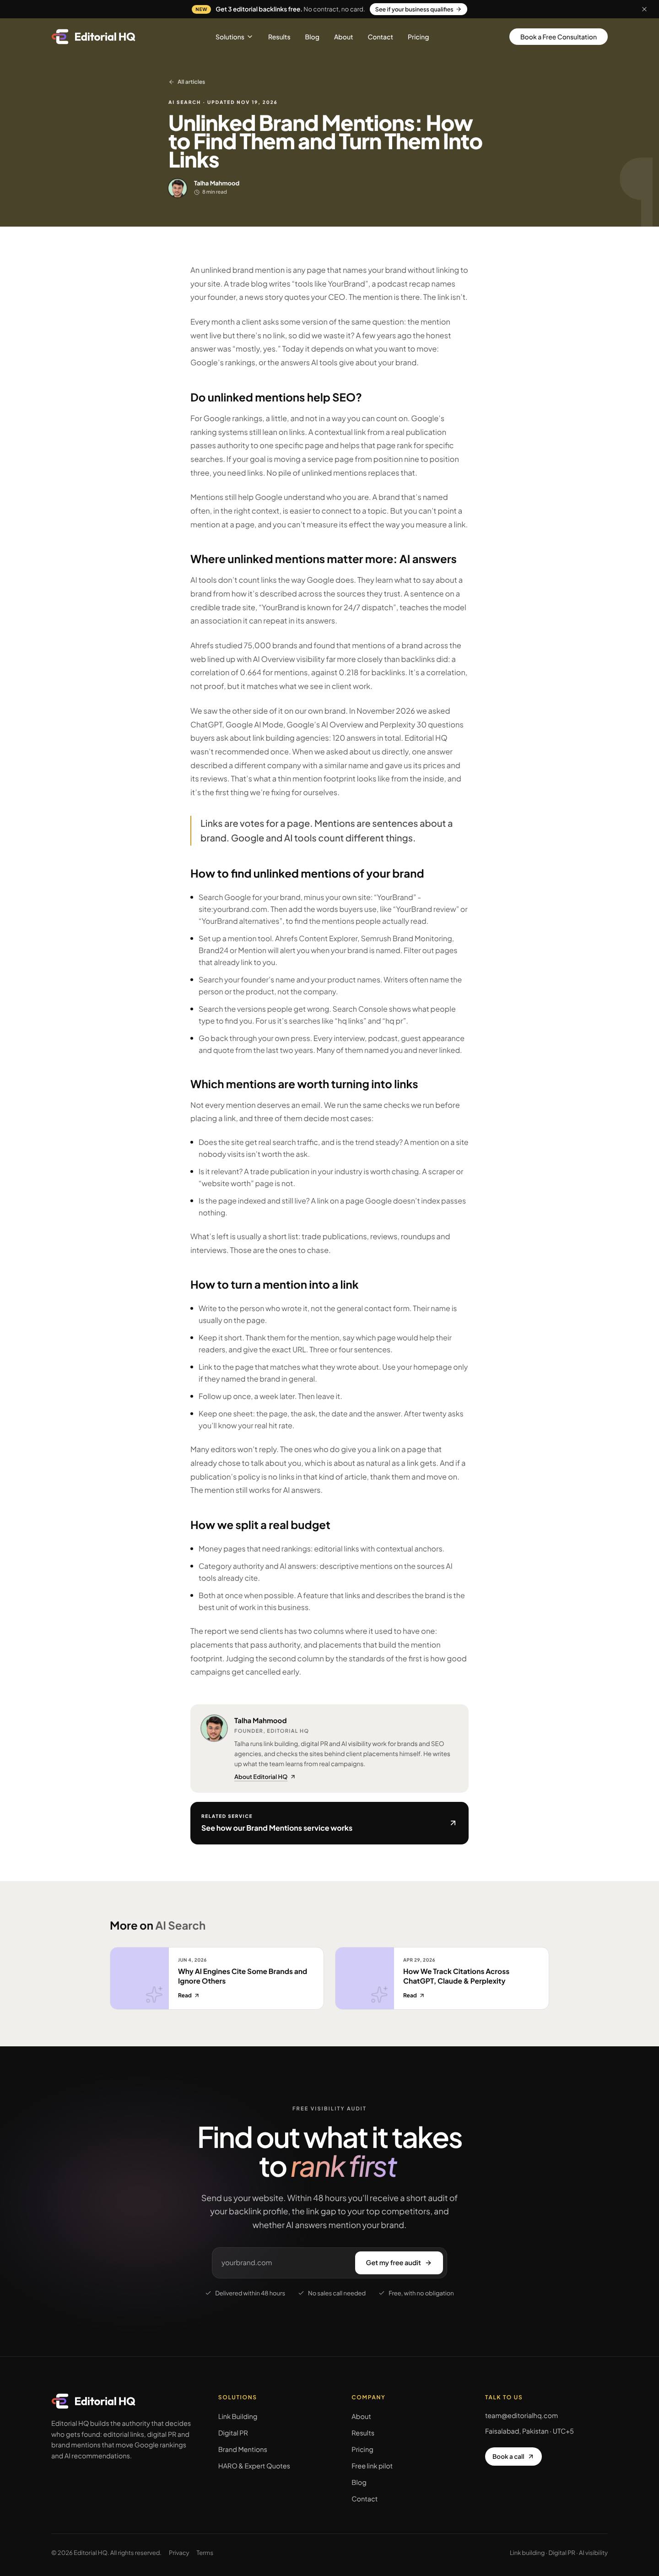 NEW Get 3 editorial backlinks free. No contract, no card. See if your business qualifies
Editorial HQ Solutions Results Blog About Contact Pricing Book a Free Consultation
All articles
AI SEARCH · UPDATED NOV 19, 2026
Unlinked Brand Mentions: How
to Find Them and Turn Them Into
Links
Talha Mahmood
8 min read
An unlinked brand mention is any page that names your brand without linking to
your site. A trade blog writes “tools like YourBrand”, a podcast recap names
your founder, a news story quotes your CEO. The mention is there. The link isn’t.
Every month a client asks some version of the same question: the mention
went live but there’s no link, so did we waste it? A few years ago the honest
answer was “mostly, yes.” Today it depends on what you want to move:
Google’s rankings, or the answers AI tools give about your brand.
Do unlinked mentions help SEO?
For Google rankings, a little, and not in a way you can count on. Google’s
ranking systems still lean on links. A contextual link from a real publication
passes authority to one specific page and helps that page rank for specific
searches. If your goal is moving a service page from position nine to position
three, you need links. No pile of unlinked mentions replaces that.
Mentions still help Google understand who you are. A brand that’s named
often, in the right context, is easier to connect to a topic. But you can’t point a
mention at a page, and you can’t measure its effect the way you measure a link.
Where unlinked mentions matter more: AI answers
AI tools don’t count links the way Google does. They learn what to say about a
brand from how it’s described across the sources they trust. A sentence on a
credible trade site, “YourBrand is known for 24/7 dispatch”, teaches the model
an association it can repeat in its answers.
Ahrefs studied 75,000 brands and found that mentions of a brand across the
web lined up with AI Overview visibility far more closely than backlinks did: a
correlation of 0.664 for mentions, against 0.218 for backlinks. It’s a correlation,
not proof, but it matches what we see in client work.
We saw the other side of it on our own brand. In November 2026 we asked
ChatGPT, Google AI Mode, Google’s AI Overview and Perplexity 30 questions
buyers ask about link building agencies: 120 answers in total. Editorial HQ
wasn’t recommended once. When we asked about us directly, one answer
described a different company with a similar name and gave us its prices and
its reviews. That’s what a thin mention footprint looks like from the inside, and
it’s the first thing we’re fixing for ourselves.
Links are votes for a page. Mentions are sentences about a
brand. Google and AI tools count different things.
How to find unlinked mentions of your brand
Search Google for your brand, minus your own site: “YourBrand” -
site:yourbrand.com. Then add the words buyers use, like “YourBrand review” or
“YourBrand alternatives”, to find the mentions people actually read.
Set up a mention tool. Ahrefs Content Explorer, Semrush Brand Monitoring,
Brand24 or Mention will alert you when your brand is named. Filter out pages
that already link to you.
Search your founder’s name and your product names. Writers often name the
person or the product, not the company.
Search the versions people get wrong. Search Console shows what people
type to find you. For us it’s searches like “hq links” and “hq pr”.
Go back through your own press. Every interview, podcast, guest appearance
and quote from the last two years. Many of them named you and never linked.
Which mentions are worth turning into links
Not every mention deserves an email. We run the same checks we run before
placing a link, and three of them decide most cases:
Does the site get real search traffic, and is the trend steady? A mention on a site
nobody visits isn’t worth the ask.
Is it relevant? A trade publication in your industry is worth chasing. A scraper or
“website worth” page is not.
Is the page indexed and still live? A link on a page Google doesn’t index passes
nothing.
What’s left is usually a short list: trade publications, reviews, roundups and
interviews. Those are the ones to chase.
How to turn a mention into a link
Write to the person who wrote it, not the general contact form. Their name is
usually on the page.
Keep it short. Thank them for the mention, say which page would help their
readers, and give the exact URL. Three or four sentences.
Link to the page that matches what they wrote about. Use your homepage only
if they named the brand in general.
Follow up once, a week later. Then leave it.
Keep one sheet: the page, the ask, the date and the answer. After twenty asks
you’ll know your real hit rate.
Many editors won’t reply. The ones who do give you a link on a page that
already chose to talk about you, which is about as natural as a link gets. And if a
publication’s policy is no links in that kind of article, thank them and move on.
The mention still works for AI answers.
How we split a real budget
Money pages that need rankings: editorial links with contextual anchors.
Category authority and AI answers: descriptive mentions on the sources AI
tools already cite.
Both at once when possible. A feature that links and describes the brand is the
best unit of work in this business.
The report we send clients has two columns where it used to have one:
placements that pass authority, and placements that build the mention
footprint. Judging the second column by the standards of the first is how good
campaigns get cancelled early.
Talha Mahmood
FOUNDER, EDITORIAL HQ
Talha runs link building, digital PR and AI visibility work for brands and SEO
agencies, and checks the sites behind client placements himself. He writes
up what the team learns from real campaigns.
About Editorial HQ
RELATED SERVICE
See how our Brand Mentions service works
More on AI Search
JUN 4, 2026
Why AI Engines Cite Some Brands and
Ignore Others
Read
APR 29, 2026
How We Track Citations Across
ChatGPT, Claude & Perplexity
Read
FREE VISIBILITY AUDIT
Find out what it takes
to rank first
Send us your website. Within 48 hours you’ll receive a short audit of
your backlink profile, the link gap to your top competitors, and
whether AI answers mention your brand.
yourbrand.com Get my free audit
Delivered within 48 hours No sales call needed Free, with no obligation
Editorial HQ
Editorial HQ builds the authority that decides
who gets found: editorial links, digital PR and
brand mentions that move Google rankings
and AI recommendations.
SOLUTIONS
Link Building
Digital PR
Brand Mentions
HARO & Expert Quotes
COMPANY
About
Results
Pricing
Free link pilot
Blog
Contact
TALK TO US
team@editorialhq.com
Faisalabad, Pakistan · UTC+5
Book a call
© 2026 Editorial HQ. All rights reserved. Privacy Terms
Link building · Digital PR · AI visibility